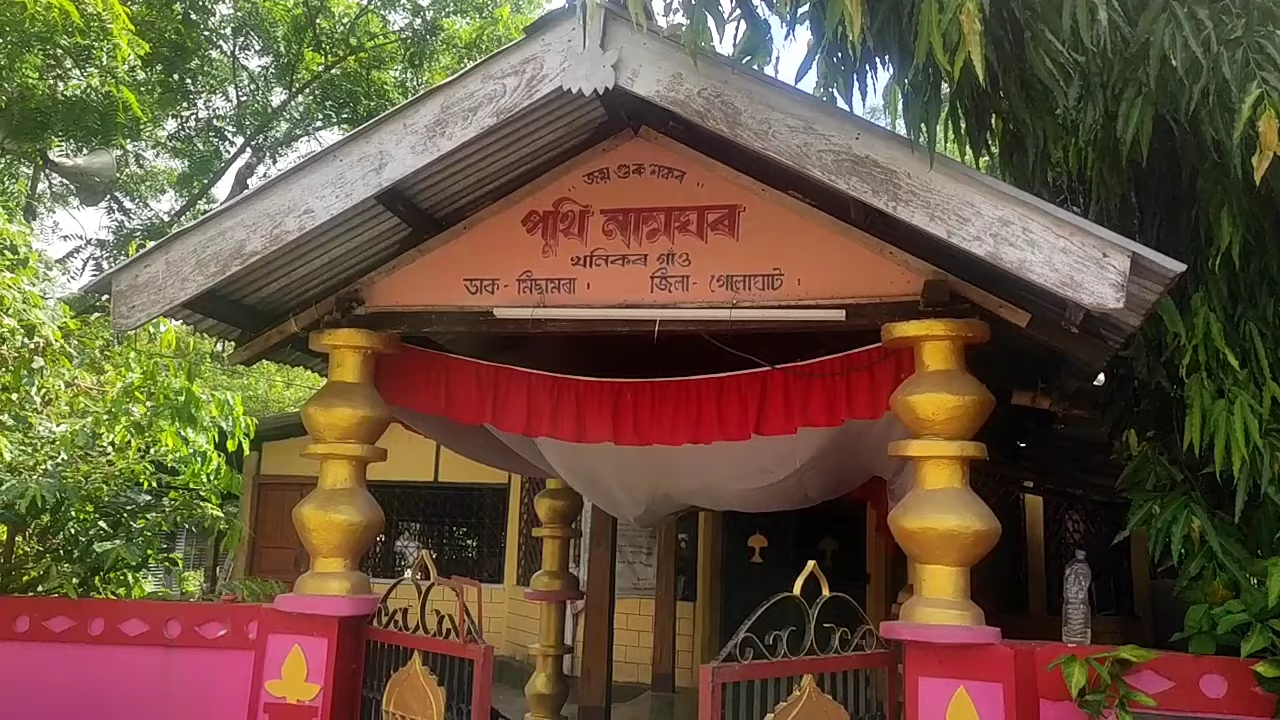 "জয় গুৰু শংকৰ"
পুথি নামঘৰ
খনিকৰ গাঁও
ডাক - মিছামৰা । জিলা - গোলাঘাট ।